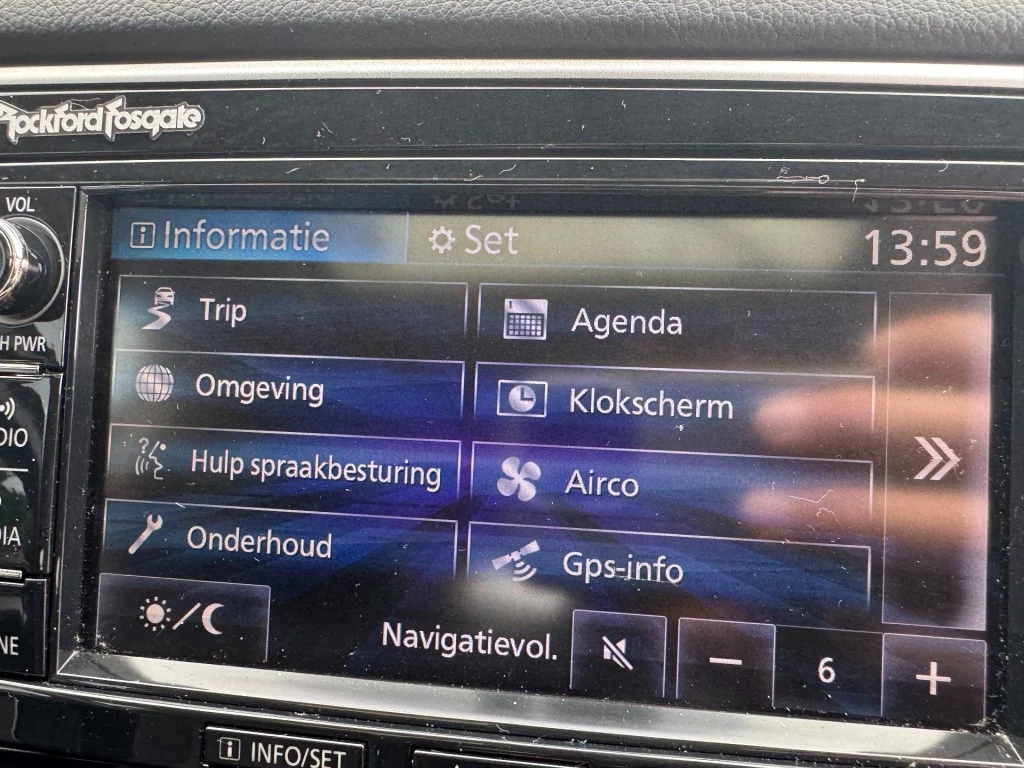 Rockford Fosgate
VOL
Informatie
Set
13:59
Trip
Agenda
Omgeving
Klokscherm
Hulp spraakbesturing
Airco
Onderhoud
Gps-info
Navigatievol.
6
INFO/SET